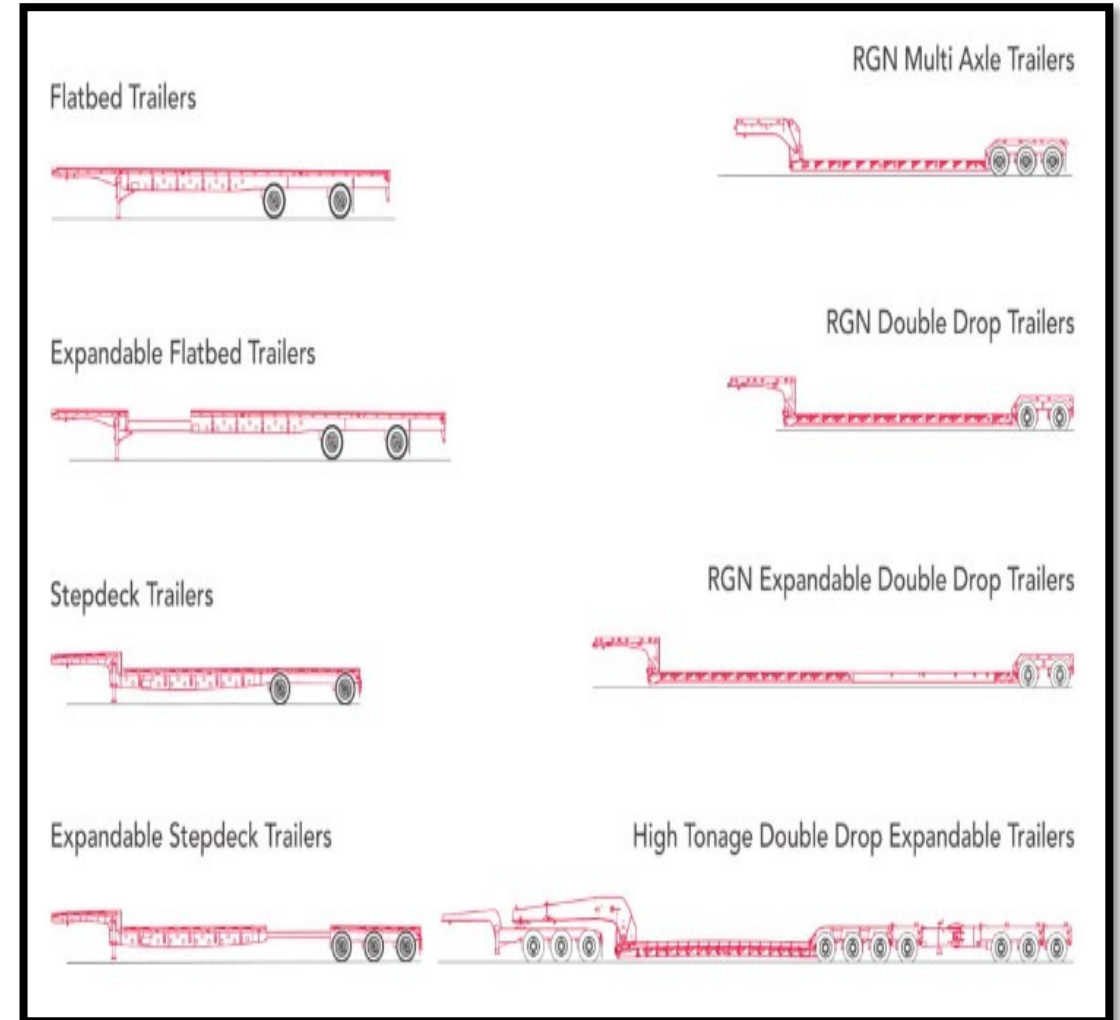 Flatbed Trailers
Expandable Flatbed Trailers
Stepdeck Trailers
Expandable Stepdeck Trailers
RGN Multi Axle Trailers
RGN Double Drop Trailers
RGN Expandable Double Drop Trailers
High Tonage Double Drop Expandable Trailers